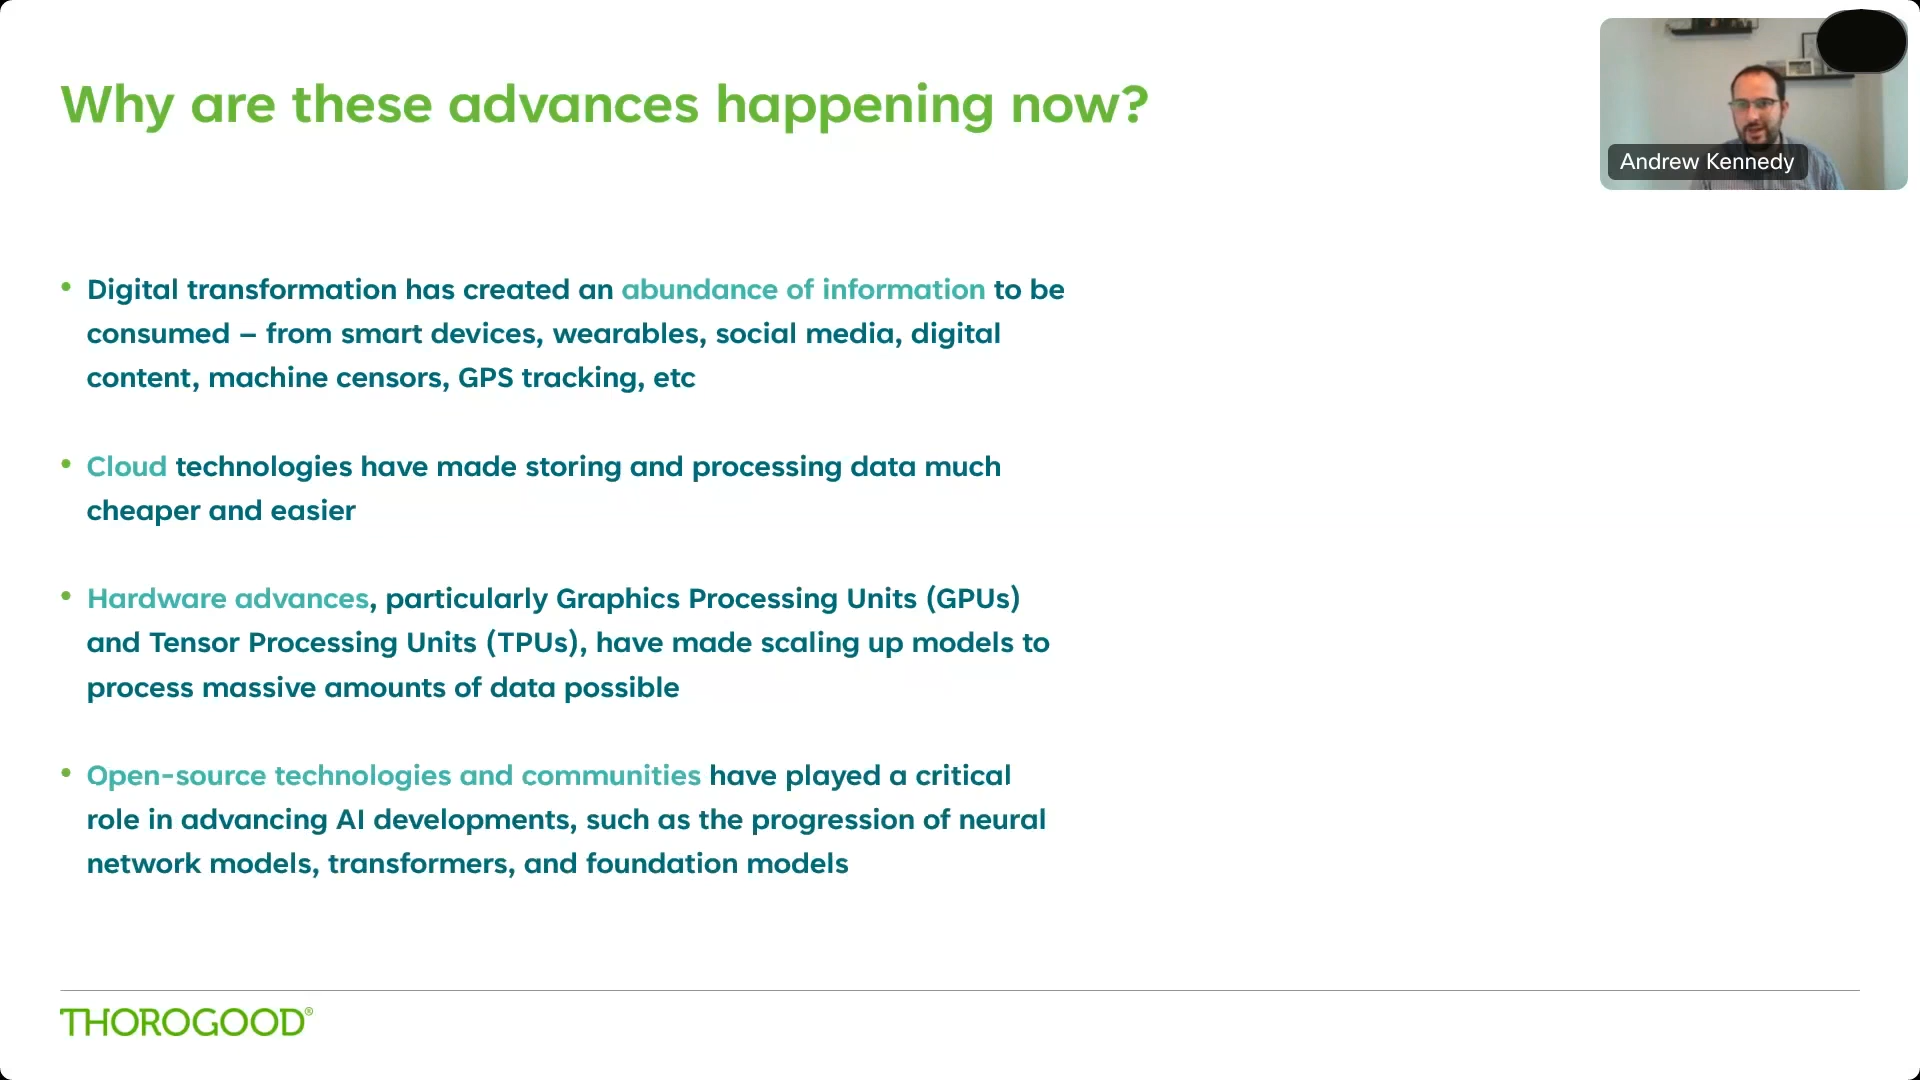 Why are these advances happening now?
Andrew Kennedy
• Digital transformation has created an abundance of information to be
consumed – from smart devices, wearables, social media, digital
content, machine censors, GPS tracking, etc
• Cloud technologies have made storing and processing data much
cheaper and easier
• Hardware advances, particularly Graphics Processing Units (GPUs)
and Tensor Processing Units (TPUs), have made scaling up models to
process massive amounts of data possible
• Open-source technologies and communities have played a critical
role in advancing AI developments, such as the progression of neural
network models, transformers, and foundation models
THOROGOOD®